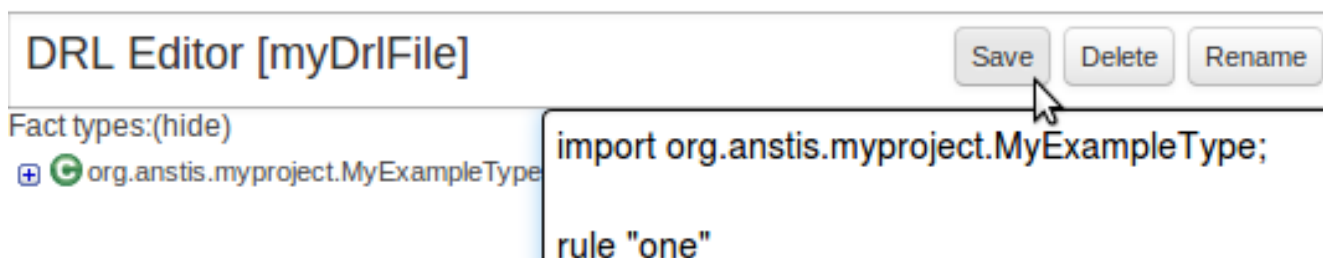 DRL Editor [myDrlFile]
Save Delete Rename
Fact types:(hide)
org.anstis.myproject.MyExampleType
import org.anstis.myproject.MyExampleType;
rule "one"